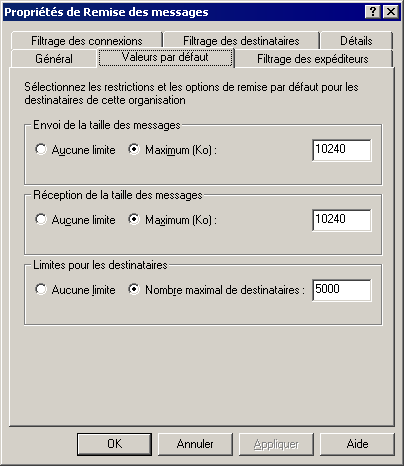 Propriétés de Remise des messages
Filtrage des connexions Filtrage des destinataires Détails
Général Valeurs par défaut Filtrage des expéditeurs
Sélectionnez les restrictions et les options de remise par défaut pour les
destinataires de cette organisation
Envoi de la taille des messages
Aucune limite Maximum (Ko) : 10240
Réception de la taille des messages
Aucune limite Maximum (Ko) : 10240
Limites pour les destinataires
Aucune limite Nombre maximal de destinataires : 5000
OK Annuler Appliquer Aide